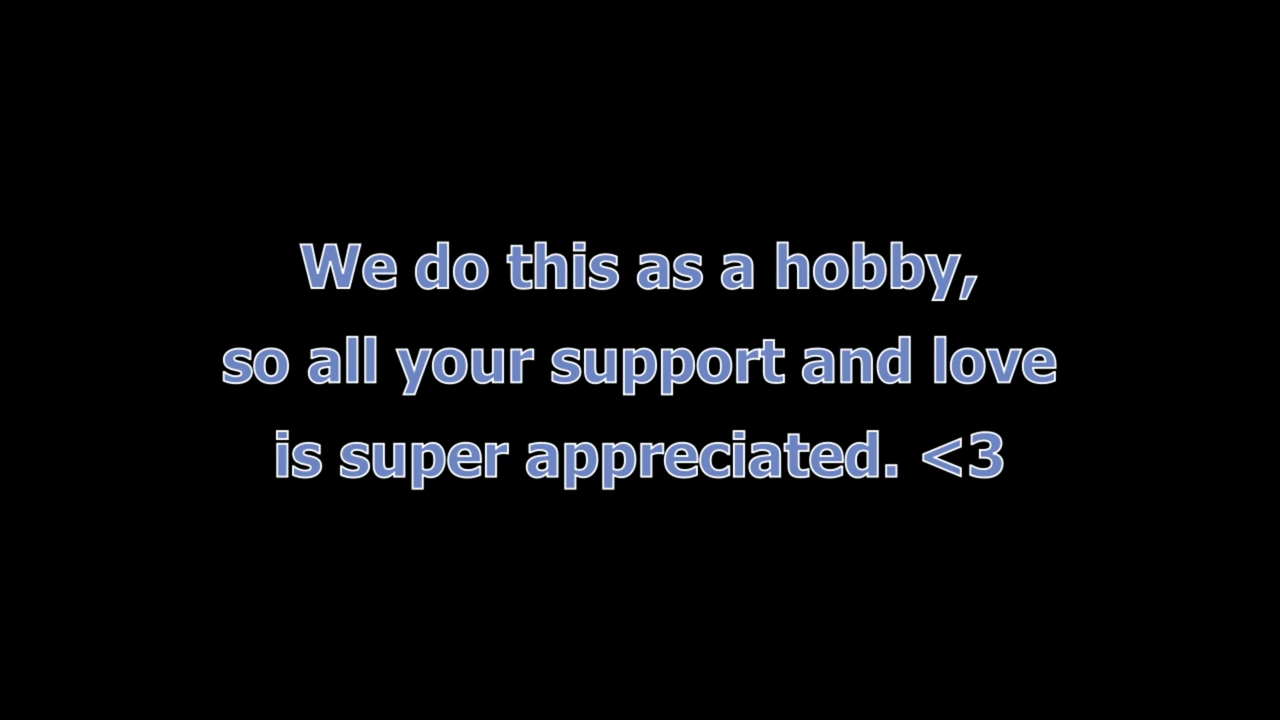 We do this as a hobby,
so all your support and love
is super appreciated. <3